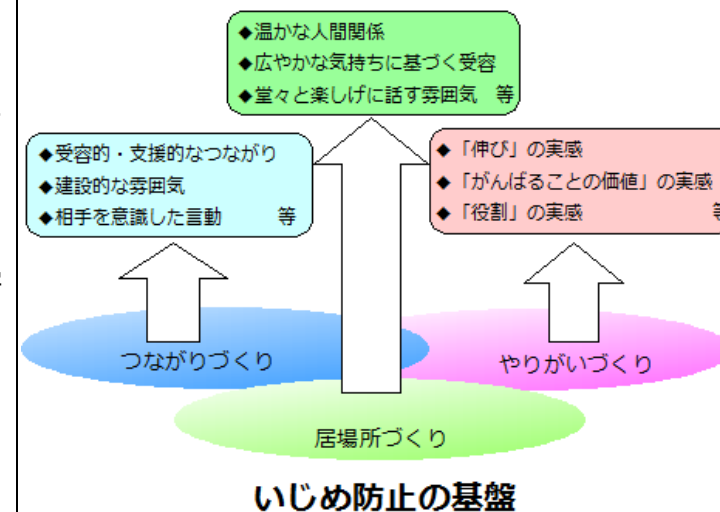 ◆温かな人間関係
◆広やかな気持ちに基づく受容
◆堂々と楽しげに話す雰囲気　等
◆受容的・支援的なつながり
◆建設的な雰囲気
◆相手を意識した言動　　等
◆「伸び」の実感
◆「がんばることの価値」の実感
◆「役割」の実感　　等
つながりづくり
やりがいづくり
居場所づくり
いじめ防止の基盤